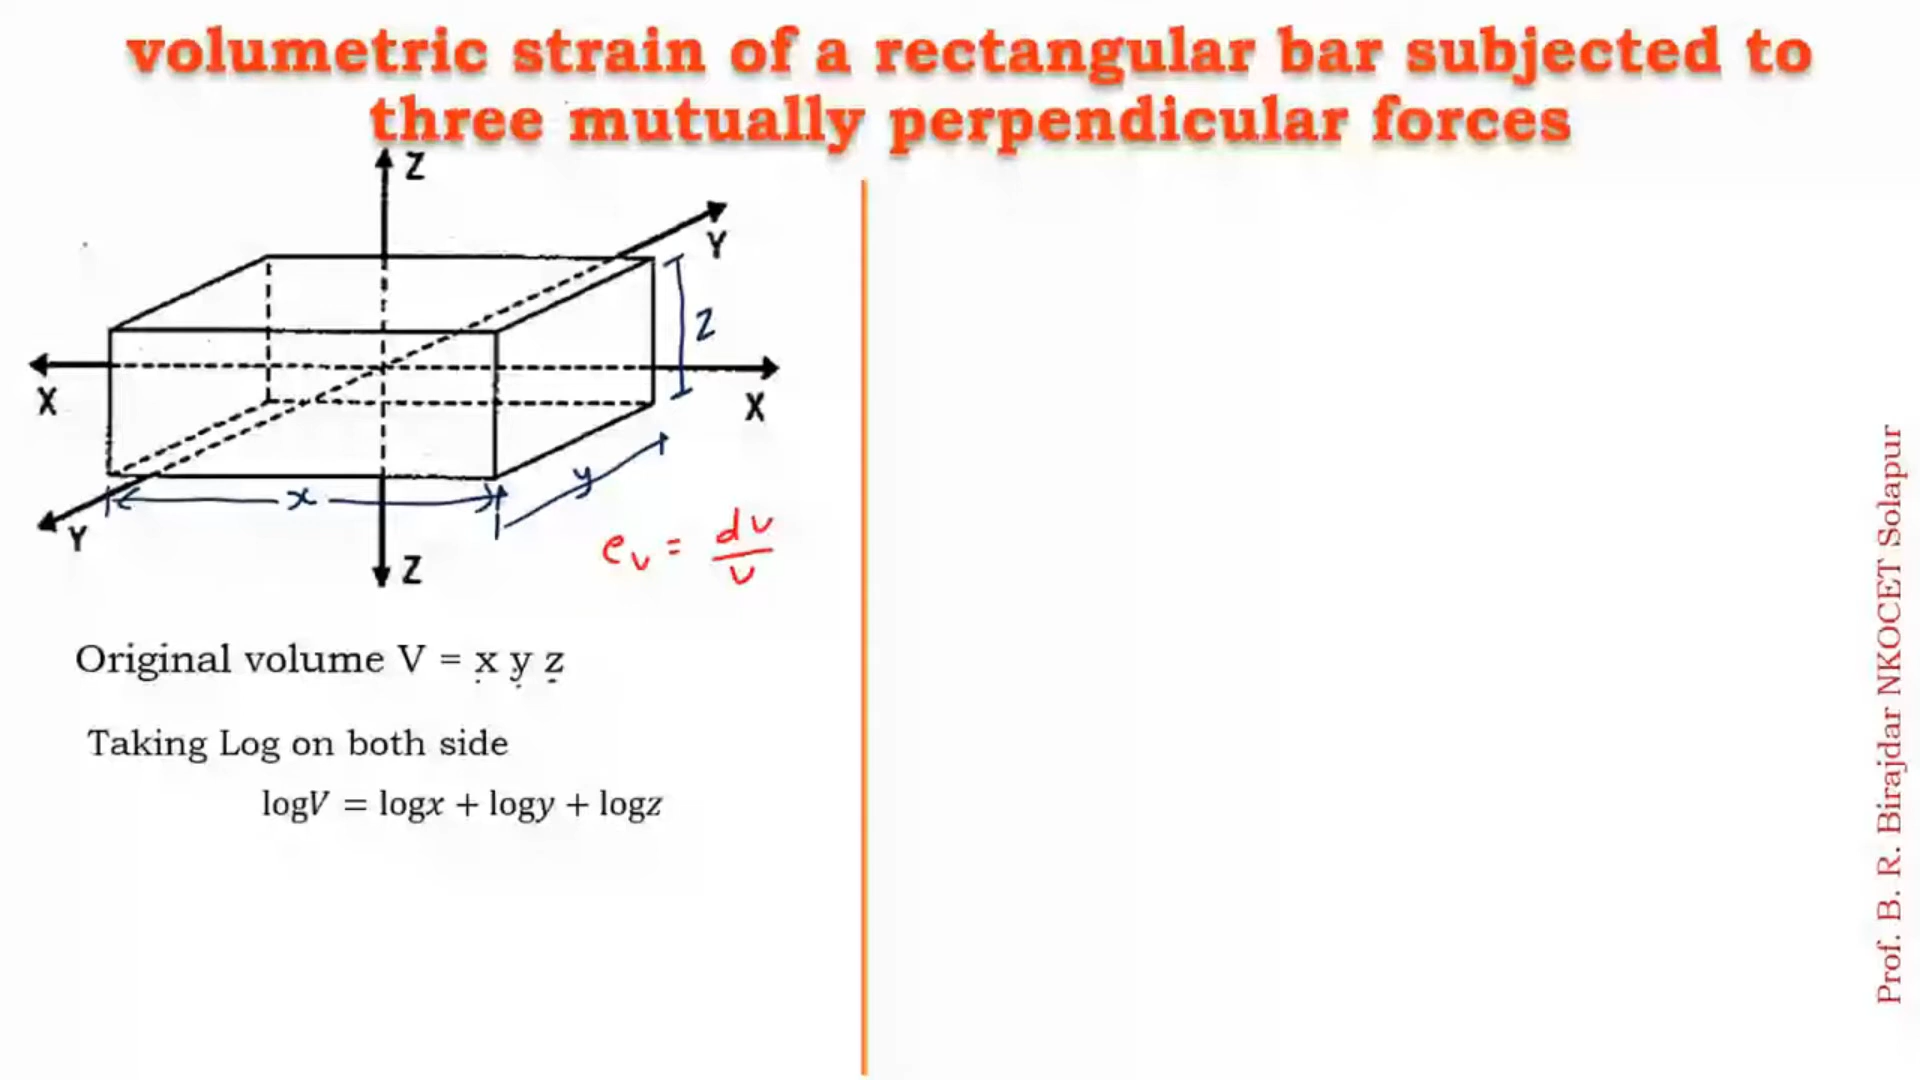 volumetric strain of a rectangular bar subjected to
three mutually perpendicular forces
Z
Y
z
X
X
y
x
Y
Z
e_v = dv/v
Original volume V = x y z
Taking Log on both side
logV = logx + logy + logz
Prof. B. R. Birajdar NKOCET Solapur